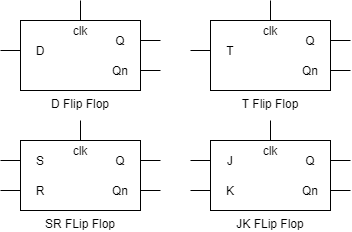 clk clk
D Q T Q
Qn Qn
D Flip Flop T Flip Flop
clk clk
S Q J Q
R Qn K Qn
SR FLip Flop JK FLip Flop